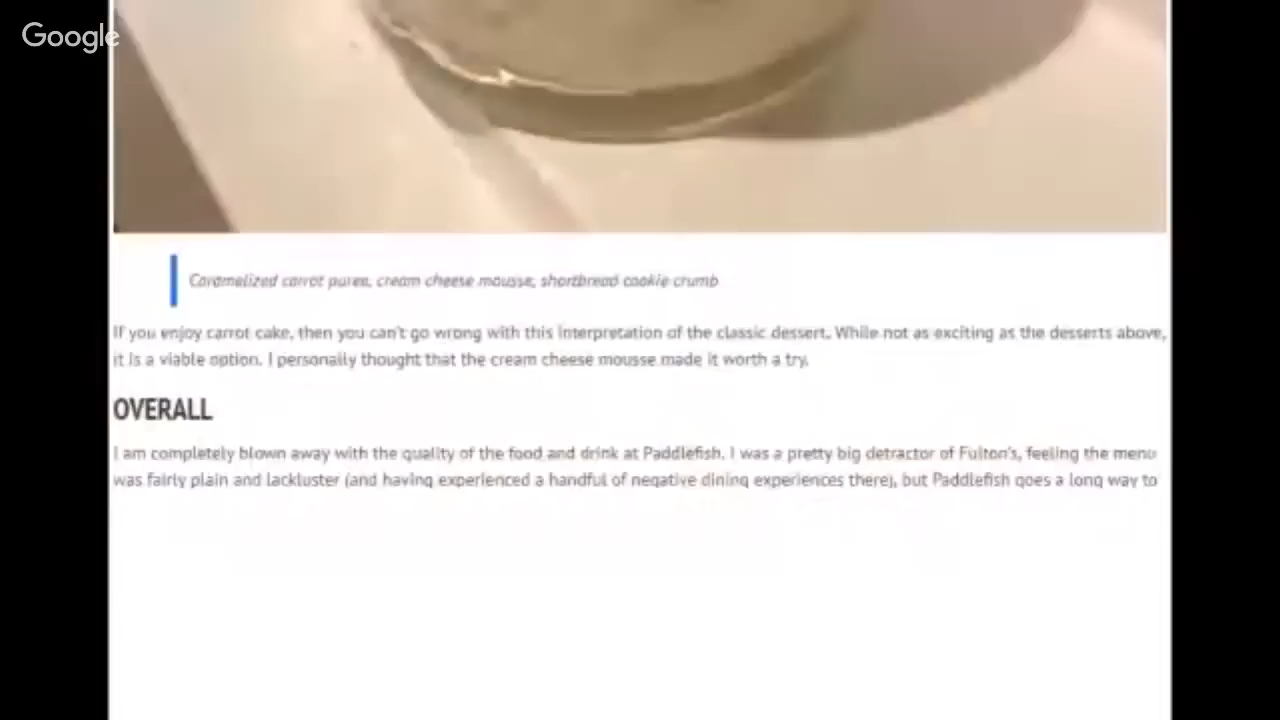 Google
Caramelized carrot puree, cream cheese mousse, shortbread cookie crumb
If you enjoy carrot cake, then you can't go wrong with this interpretation of the classic dessert. While not as exciting as the desserts above,
it is a viable option. I personally thought that the cream cheese mousse made it worth a try.
OVERALL
I am completely blown away with the quality of the food and drink at Paddlefish. I was a pretty big detractor of Fulton's, feeling the menu
was fairly plain and lackluster (and having experienced a handful of negative dining experiences there), but Paddlefish goes a long way to